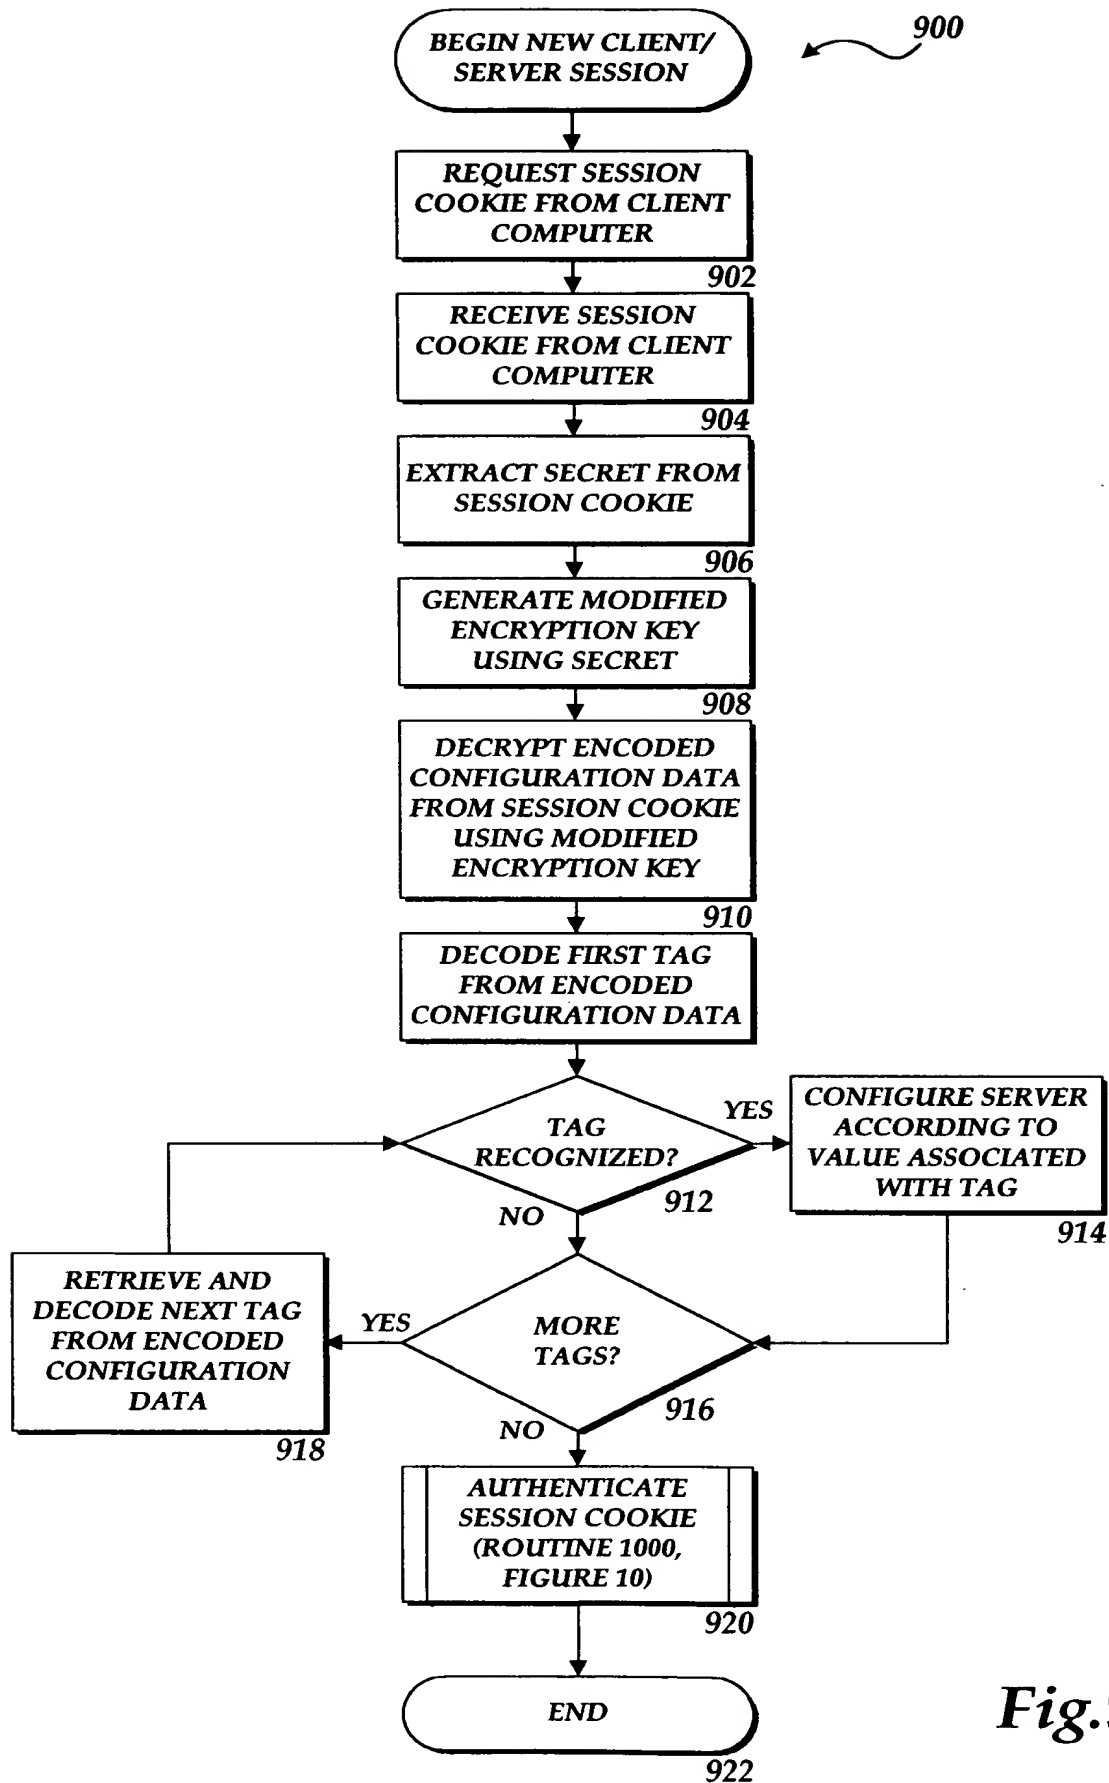 BEGIN NEW CLIENT/
SERVER SESSION
900
REQUEST SESSION
COOKIE FROM CLIENT
COMPUTER
902
RECEIVE SESSION
COOKIE FROM CLIENT
COMPUTER
904
EXTRACT SECRET FROM
SESSION COOKIE
906
GENERATE MODIFIED
ENCRYPTION KEY
USING SECRET
908
DECRYPT ENCODED
CONFIGURATION DATA
FROM SESSION COOKIE
USING MODIFIED
ENCRYPTION KEY
910
DECODE FIRST TAG
FROM ENCODED
CONFIGURATION DATA
TAG
RECOGNIZED?
912
YES
NO
CONFIGURE SERVER
ACCORDING TO
VALUE ASSOCIATED
WITH TAG
914
MORE
TAGS?
916
YES
NO
RETRIEVE AND
DECODE NEXT TAG
FROM ENCODED
CONFIGURATION
DATA
918
AUTHENTICATE
SESSION COOKIE
(ROUTINE 1000,
FIGURE 10)
920
END
922
Fig.